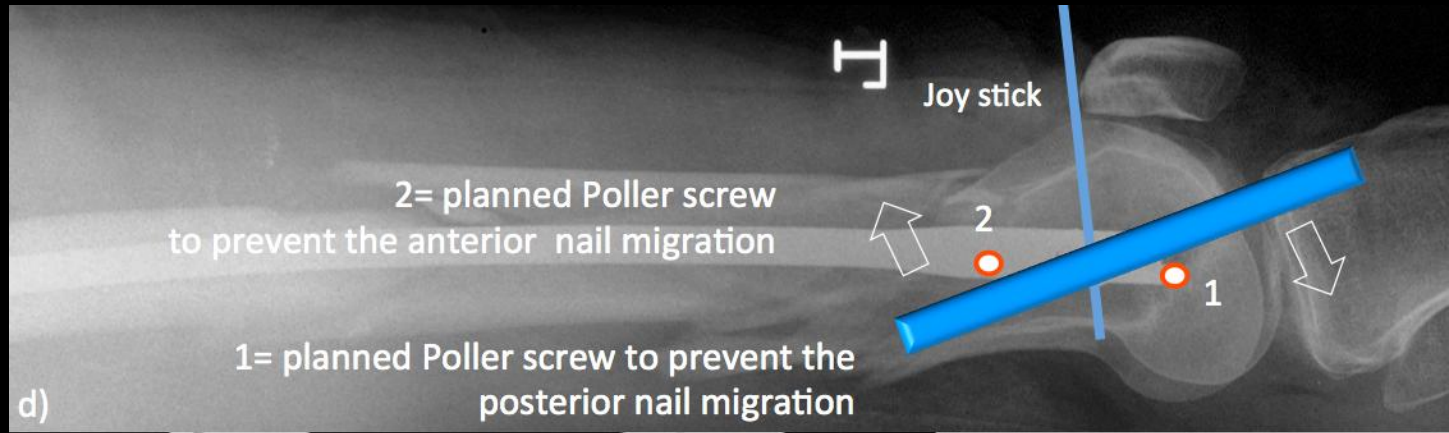 Joy stick
2= planned Poller screw
to prevent the anterior nail migration
2
1
1= planned Poller screw to prevent the
posterior nail migration
d)